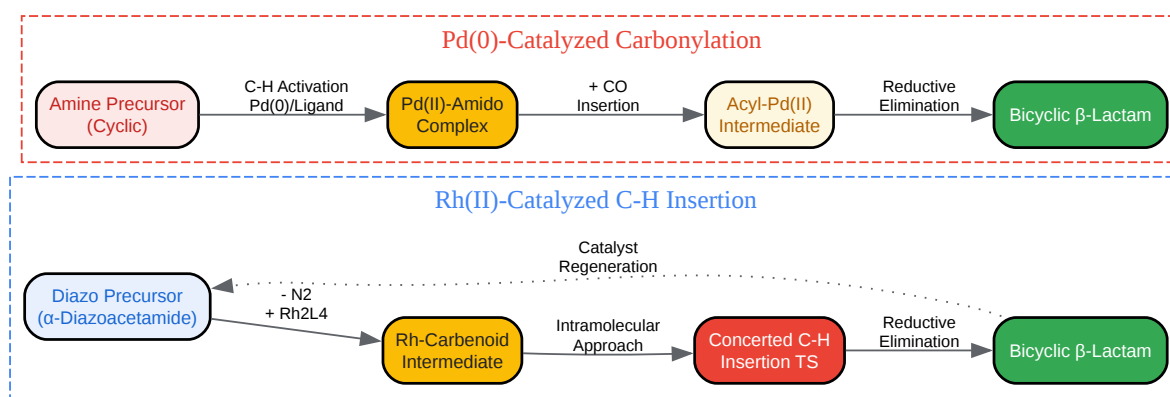 Pd(0)-Catalyzed Carbonylation
Amine Precursor
(Cyclic)
C-H Activation
Pd(0)/Ligand
Pd(II)-Amido
Complex
+ CO
Insertion
Acyl-Pd(II)
Intermediate
Reductive
Elimination
Bicyclic β-Lactam
Rh(II)-Catalyzed C-H Insertion
Catalyst
Regeneration
Diazo Precursor
(α-Diazoacetamide)
- N2
+ Rh2L4
Rh-Carbenoid
Intermediate
Intramolecular
Approach
Concerted C-H
Insertion TS
Reductive
Elimination
Bicyclic β-Lactam